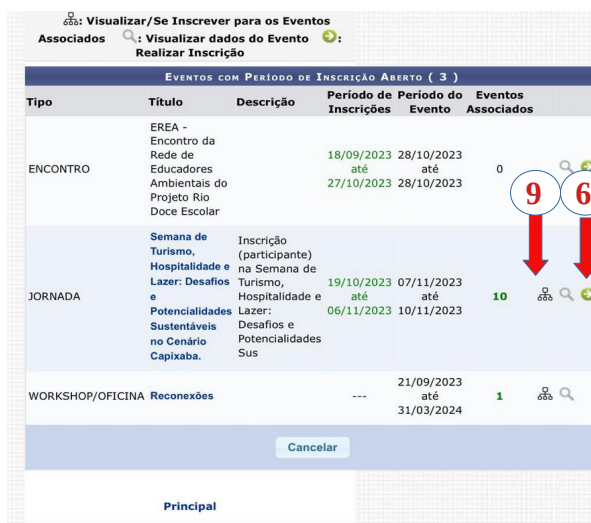 : Visualizar/Se Inscrever para os Eventos
Associados : Visualizar dados do Evento :
Realizar Inscrição
Eventos com Período de Inscrição Aberto ( 3 )
Tipo Título Descrição Período de Inscrições Período do Evento Eventos Associados
ENCONTRO
EREA -
Encontro da
Rede de
Educadores
Ambientais do
Projeto Rio
Doce Escolar
18/09/2023
até
27/10/2023
28/10/2023
até
28/10/2023
0
9
6
JORNADA
Semana de
Turismo,
Hospitalidade e
Lazer: Desafios
e
Potencialidades
Sustentáveis
no Cenário
Capixaba.
Inscrição
(participante)
na Semana de
Turismo,
Hospitalidade e
Lazer:
Desafios e
Potencialidades
Sus
19/10/2023
até
06/11/2023
07/11/2023
até
10/11/2023
10
WORKSHOP/OFICINA
Reconexões
---
21/09/2023
até
31/03/2024
1
Cancelar
Principal